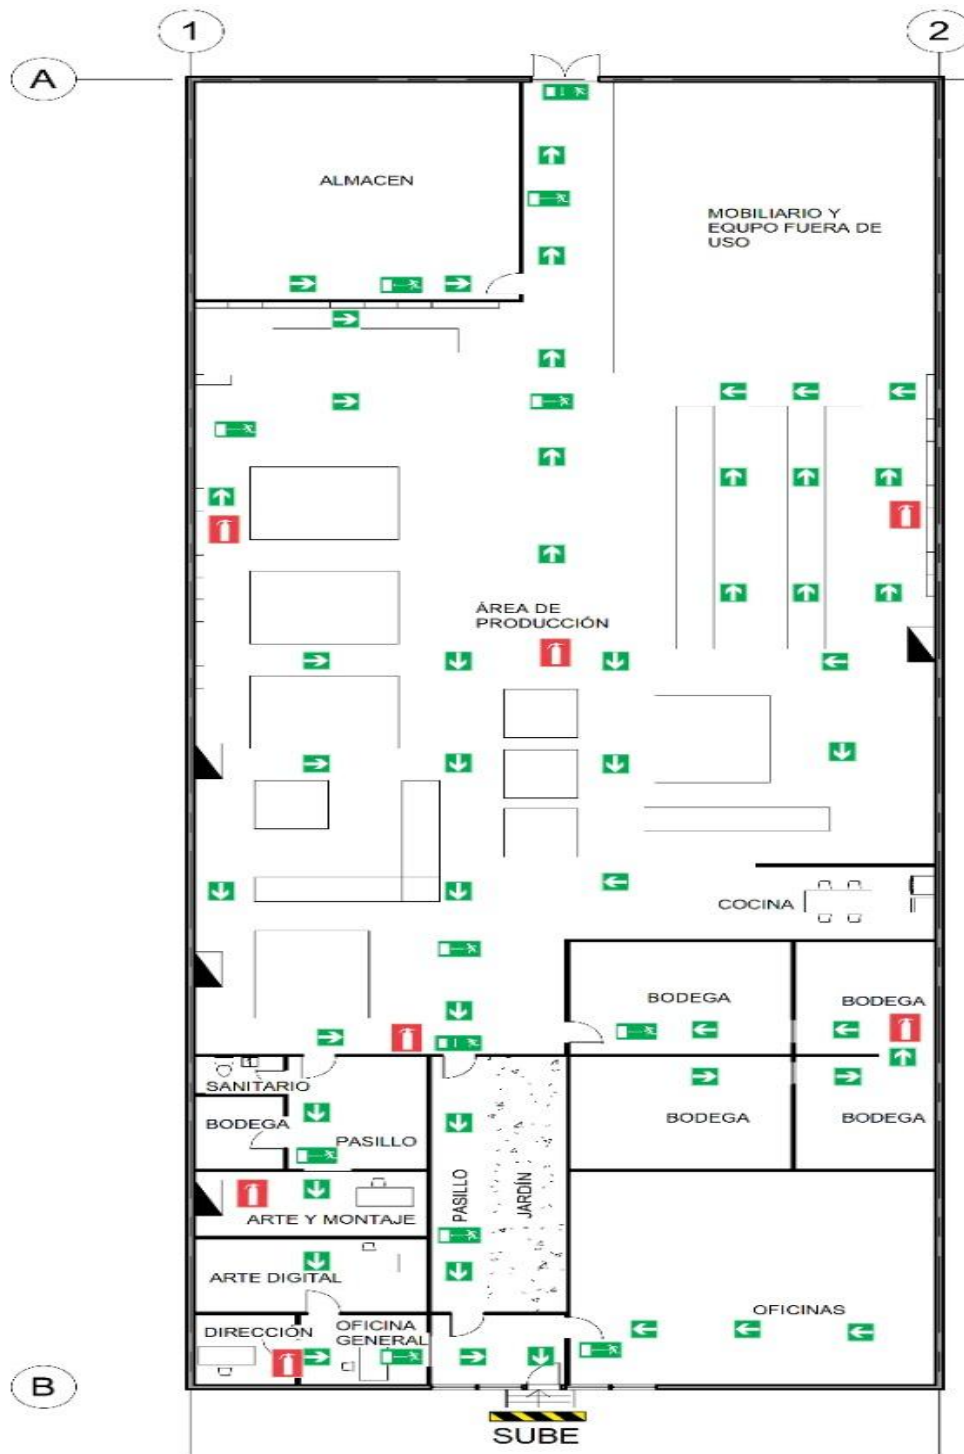 1
2
A
ALMACEN
MOBILIARIO Y
EQUPO FUERA DE
USO
ÁREA DE
PRODUCCIÓN
COCINA
BODEGA
BODEGA
SANITARIO
BODEGA
PASILLO
BODEGA
BODEGA
PASILLO
JARDÍN
ARTE Y MONTAJE
ARTE DIGITAL
OFICINAS
DIRECCIÓN
OFICINA
GENERAL
B
SUBE